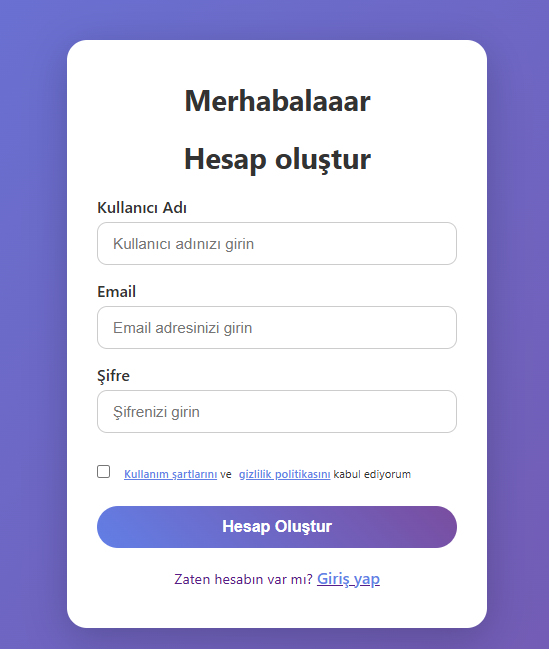 Merhabalaaar
Hesap oluştur
Kullanıcı Adı
Kullanıcı adınızı girin
Email
Email adresinizi girin
Şifre
Şifrenizi girin
Kullanım şartlarını ve gizlilik politikasını kabul ediyorum
Hesap Oluştur
Zaten hesabın var mı? Giriş yap